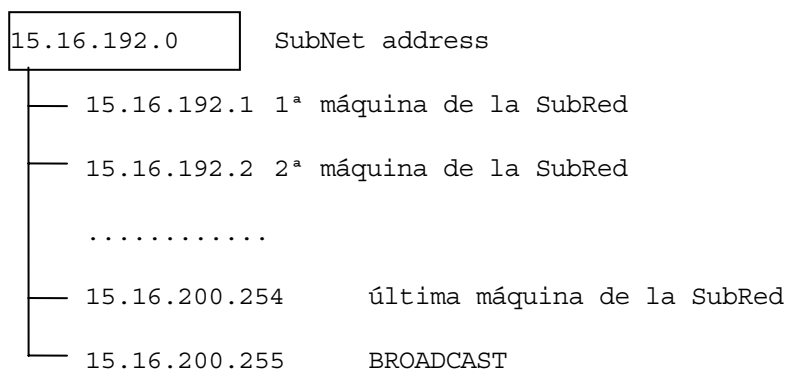 15.16.192.0 SubNet address
15.16.192.1 1ª máquina de la SubRed
15.16.192.2 2ª máquina de la SubRed
............
15.16.200.254 última máquina de la SubRed
15.16.200.255 BROADCAST